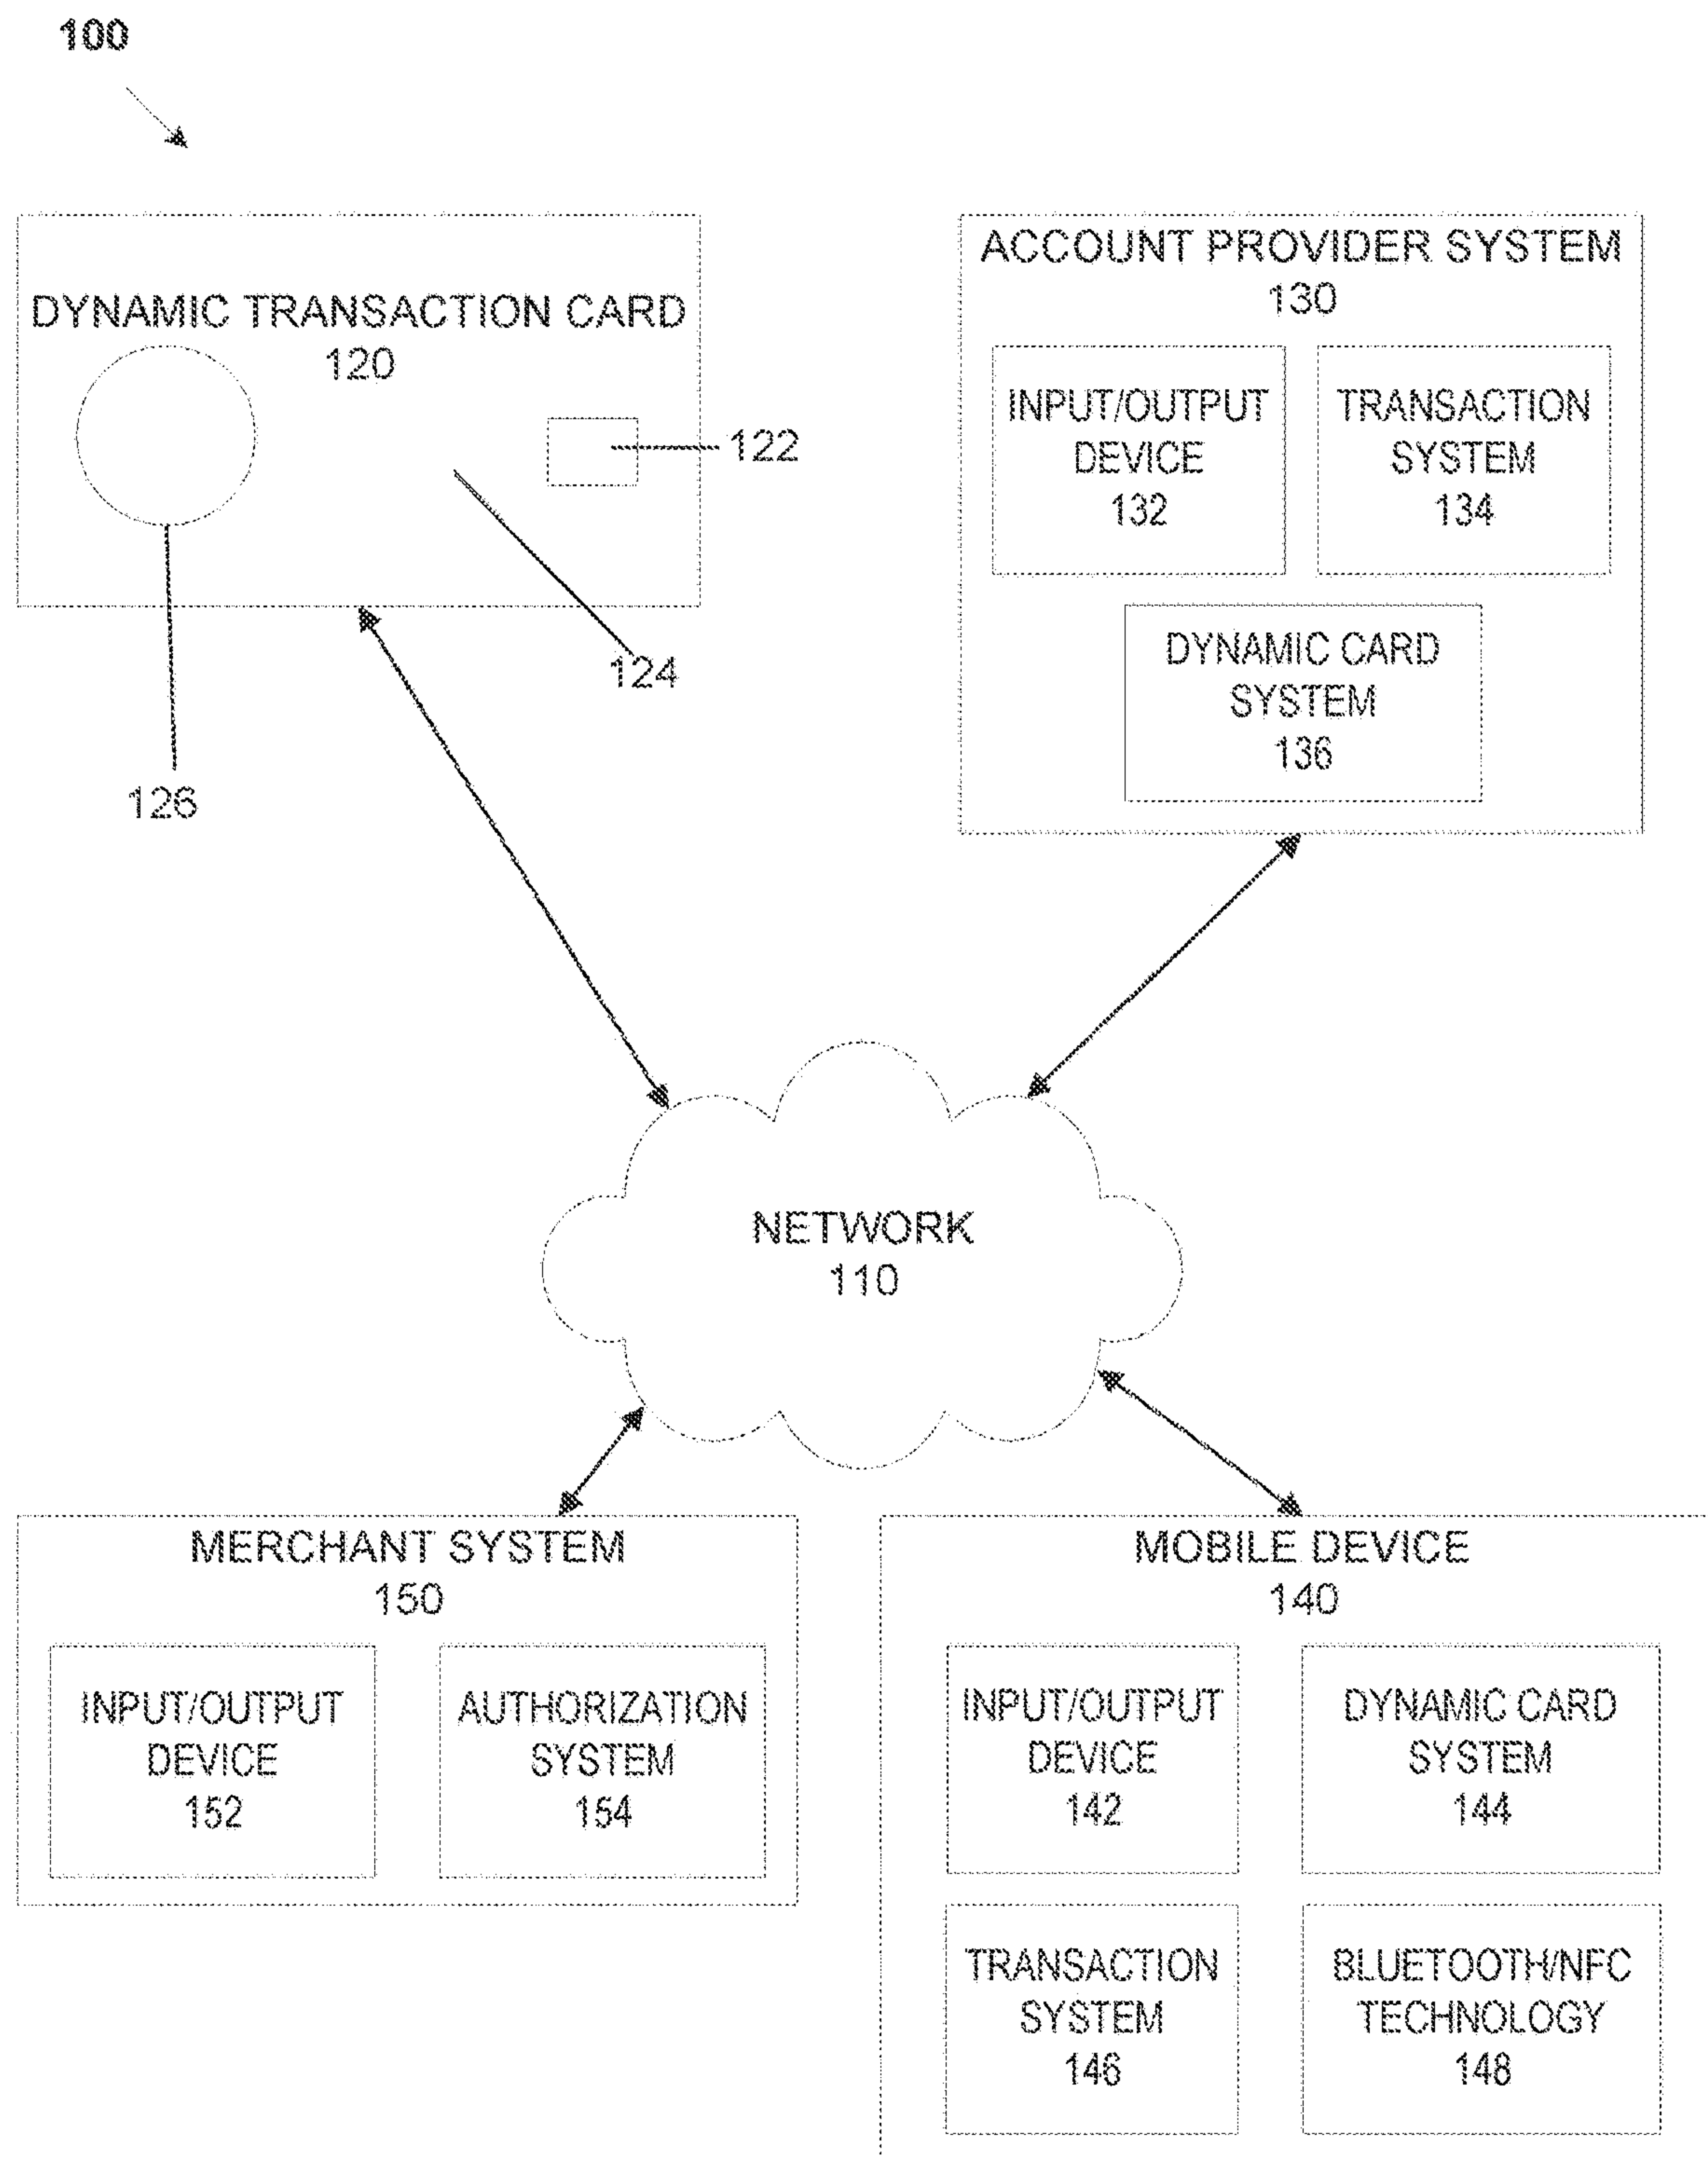 100
DYNAMIC TRANSACTION CARD
120
122
124
126
ACCOUNT PROVIDER SYSTEM
130
INPUT/OUTPUT
DEVICE
132
TRANSACTION
SYSTEM
134
DYNAMIC CARD
SYSTEM
136
NETWORK
110
MERCHANT SYSTEM
150
INPUT/OUTPUT
DEVICE
152
AUTHORIZATION
SYSTEM
154
MOBILE DEVICE
140
INPUT/OUTPUT
DEVICE
142
DYNAMIC CARD
SYSTEM
144
TRANSACTION
SYSTEM
146
BLUETOOTH/NFC
TECHNOLOGY
148